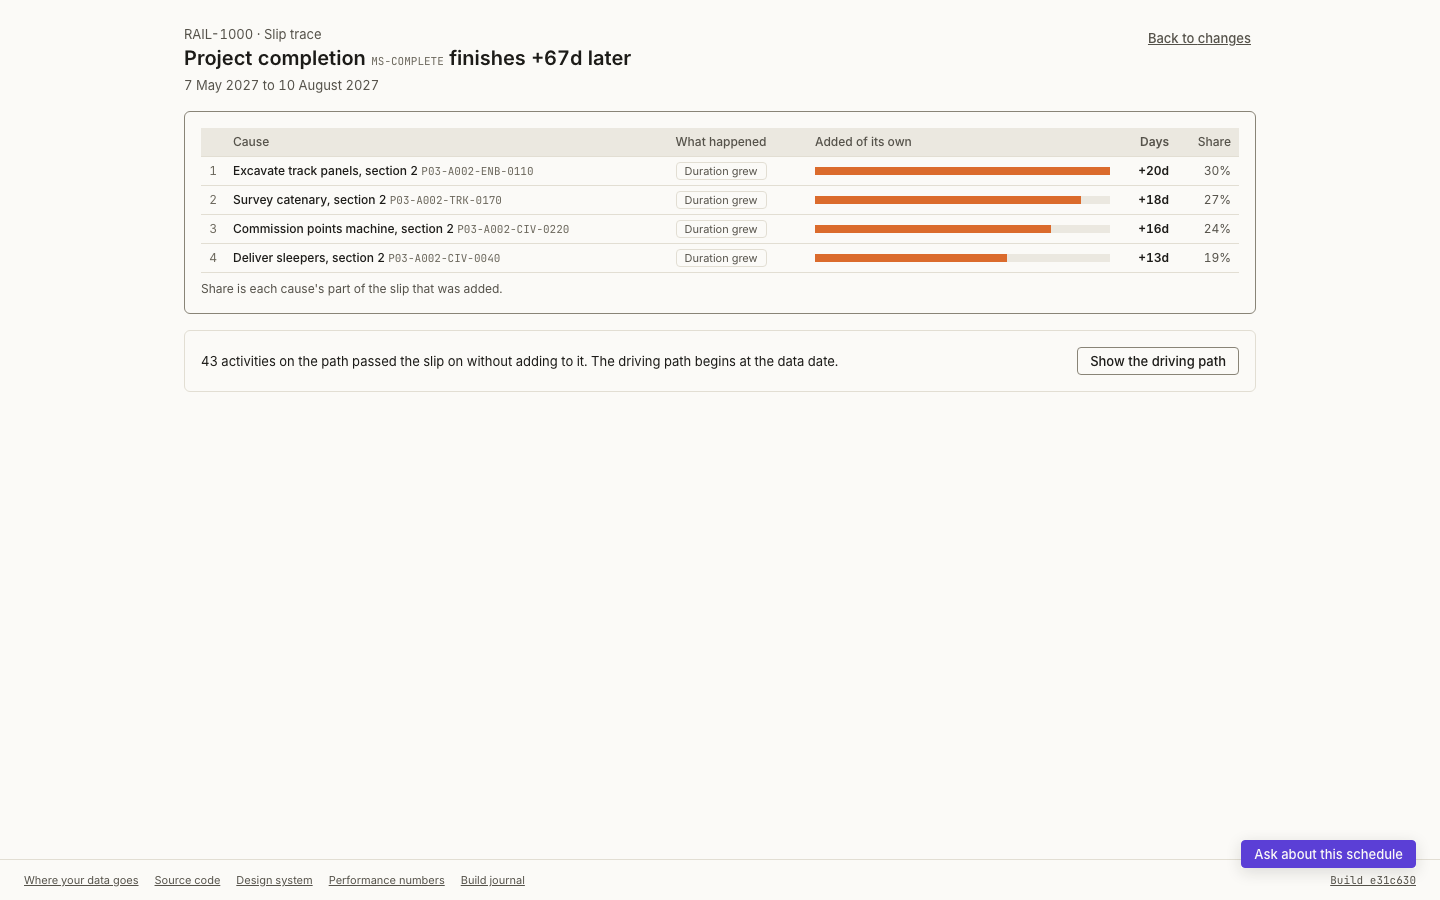 RAIL-1000 · Slip trace
Project completion MS-COMPLETE finishes +67d later
Back to changes
7 May 2027 to 10 August 2027
Cause What happened Added of its own Days Share
1 Excavate track panels, section 2 P03-A002-ENB-0110 Duration grew +20d 30%
2 Survey catenary, section 2 P03-A002-TRK-0170 Duration grew +18d 27%
3 Commission points machine, section 2 P03-A002-CIV-0220 Duration grew +16d 24%
4 Deliver sleepers, section 2 P03-A002-CIV-0040 Duration grew +13d 19%
Share is each cause's part of the slip that was added.
43 activities on the path passed the slip on without adding to it. The driving path begins at the data date. Show the driving path
Ask about this schedule
Where your data goes Source code Design system Performance numbers Build journal Build e31c630